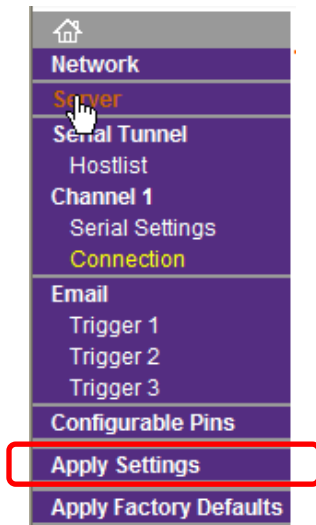 Network
Server
Serial Tunnel
Hostlist
Channel 1
Serial Settings
Connection
Email
Trigger 1
Trigger 2
Trigger 3
Configurable Pins
Apply Settings
Apply Factory Defaults